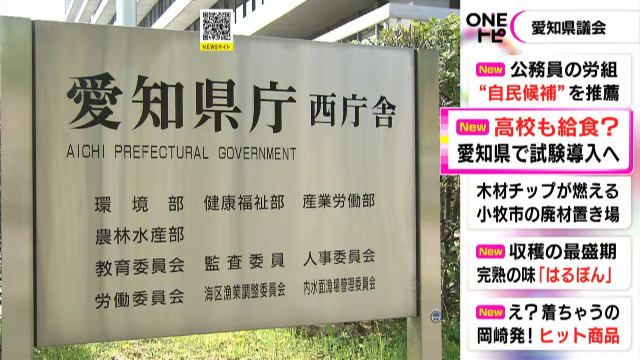 NEWSサイト
愛知県庁 西庁舎
AICHI PREFECTURAL GOVERNMENT
環境部 健康福祉部 産業労働部
農林水産部
教育委員会 監査委員 人事委員会
労働委員会 海区漁業調整委員会 内水面漁場管理委員会
ONEトピ 愛知県議会
New 公務員の労組
“自民候補”を推薦
New 高校も給食?
愛知県で試験導入へ
木材チップが燃える
小牧市の廃材置き場
New 収穫の最盛期
完熟の味「はるぽん」
New え?着ちゃうの
岡崎発!ヒット商品